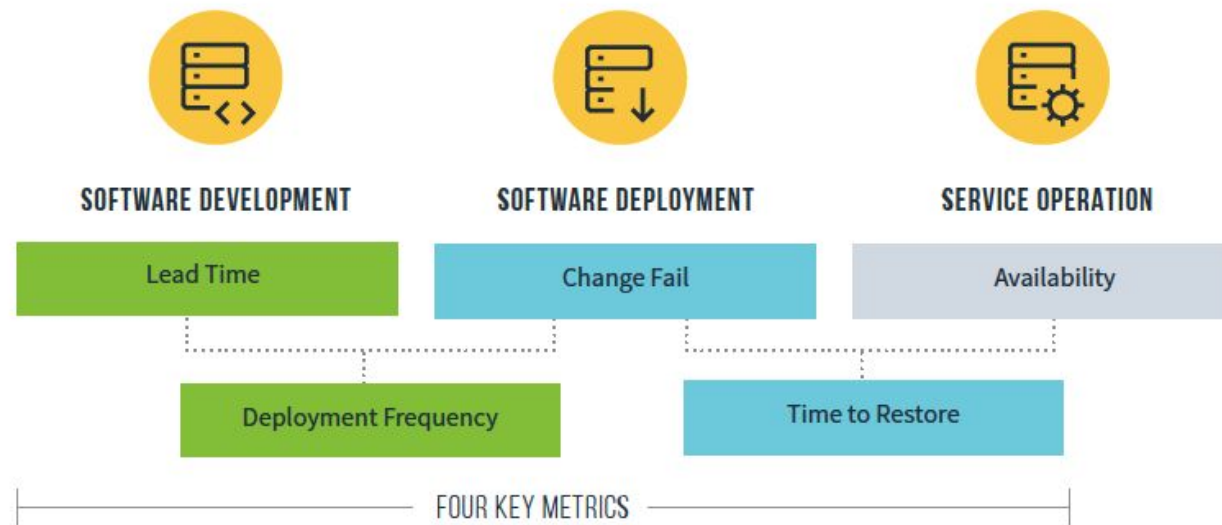 SOFTWARE DEVELOPMENT
SOFTWARE DEPLOYMENT
SERVICE OPERATION
Lead Time
Change Fail
Availability
Deployment Frequency
Time to Restore
FOUR KEY METRICS